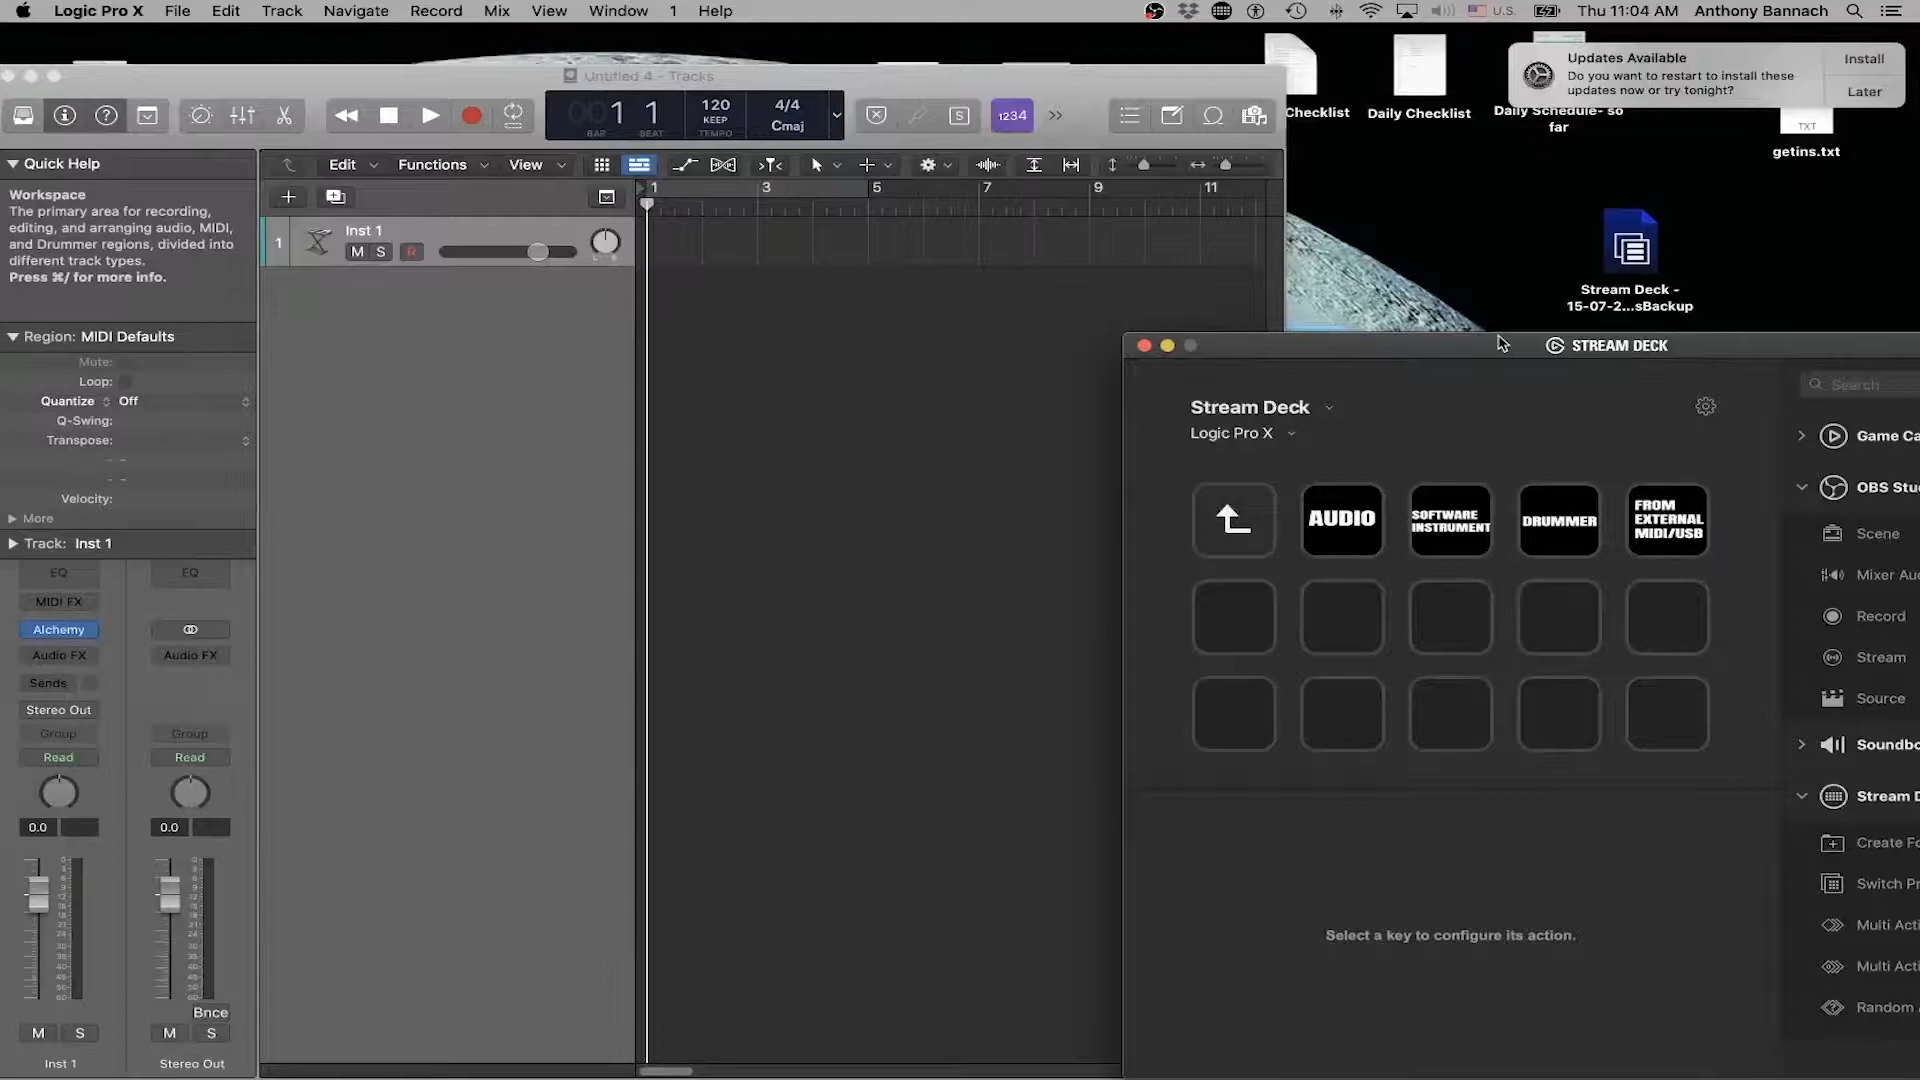 Logic Pro X File Edit Track Navigate Record Mix View Window 1 Help U.S. Thu 11:04 AM Anthony Bannach
Updates Available
Do you want to restart to install these
updates now or try tonight?
Install
Later
Checklist
Daily Checklist
Daily Schedule- so
far
TXT
getins.txt
Stream Deck -
15-07-2...sBackup
Untitled 4 - Tracks
1 1
BAR BEAT
120
KEEP
TEMPO
4/4
Cmaj
S
1234
Quick Help
Workspace
The primary area for recording,
editing, and arranging audio, MIDI,
and Drummer regions, divided into
different track types.
Press ⌘/ for more info.
Region: MIDI Defaults
Mute:
Loop:
Quantize Off
Q-Swing:
Transpose:
Velocity:
More
Track: Inst 1
EQ EQ
MIDI FX
Alchemy
Audio FX Audio FX
Sends
Stereo Out
Group Group
Read Read
0.0 0.0
Bnce
M S M S
Inst 1 Stereo Out
Edit Functions View
1 3 5 7 9 11
1 Inst 1
M S R
STREAM DECK
Stream Deck
Logic Pro X
AUDIO
SOFTWARE
INSTRUMENT
DRUMMER
FROM
EXTERNAL
MIDI/USB
Select a key to configure its action.
Search
Game Ca
OBS Stu
Scene
Mixer Au
Record
Stream
Source
Soundbo
Stream D
Create Fo
Switch Pr
Multi Acti
Multi Acti
Random A